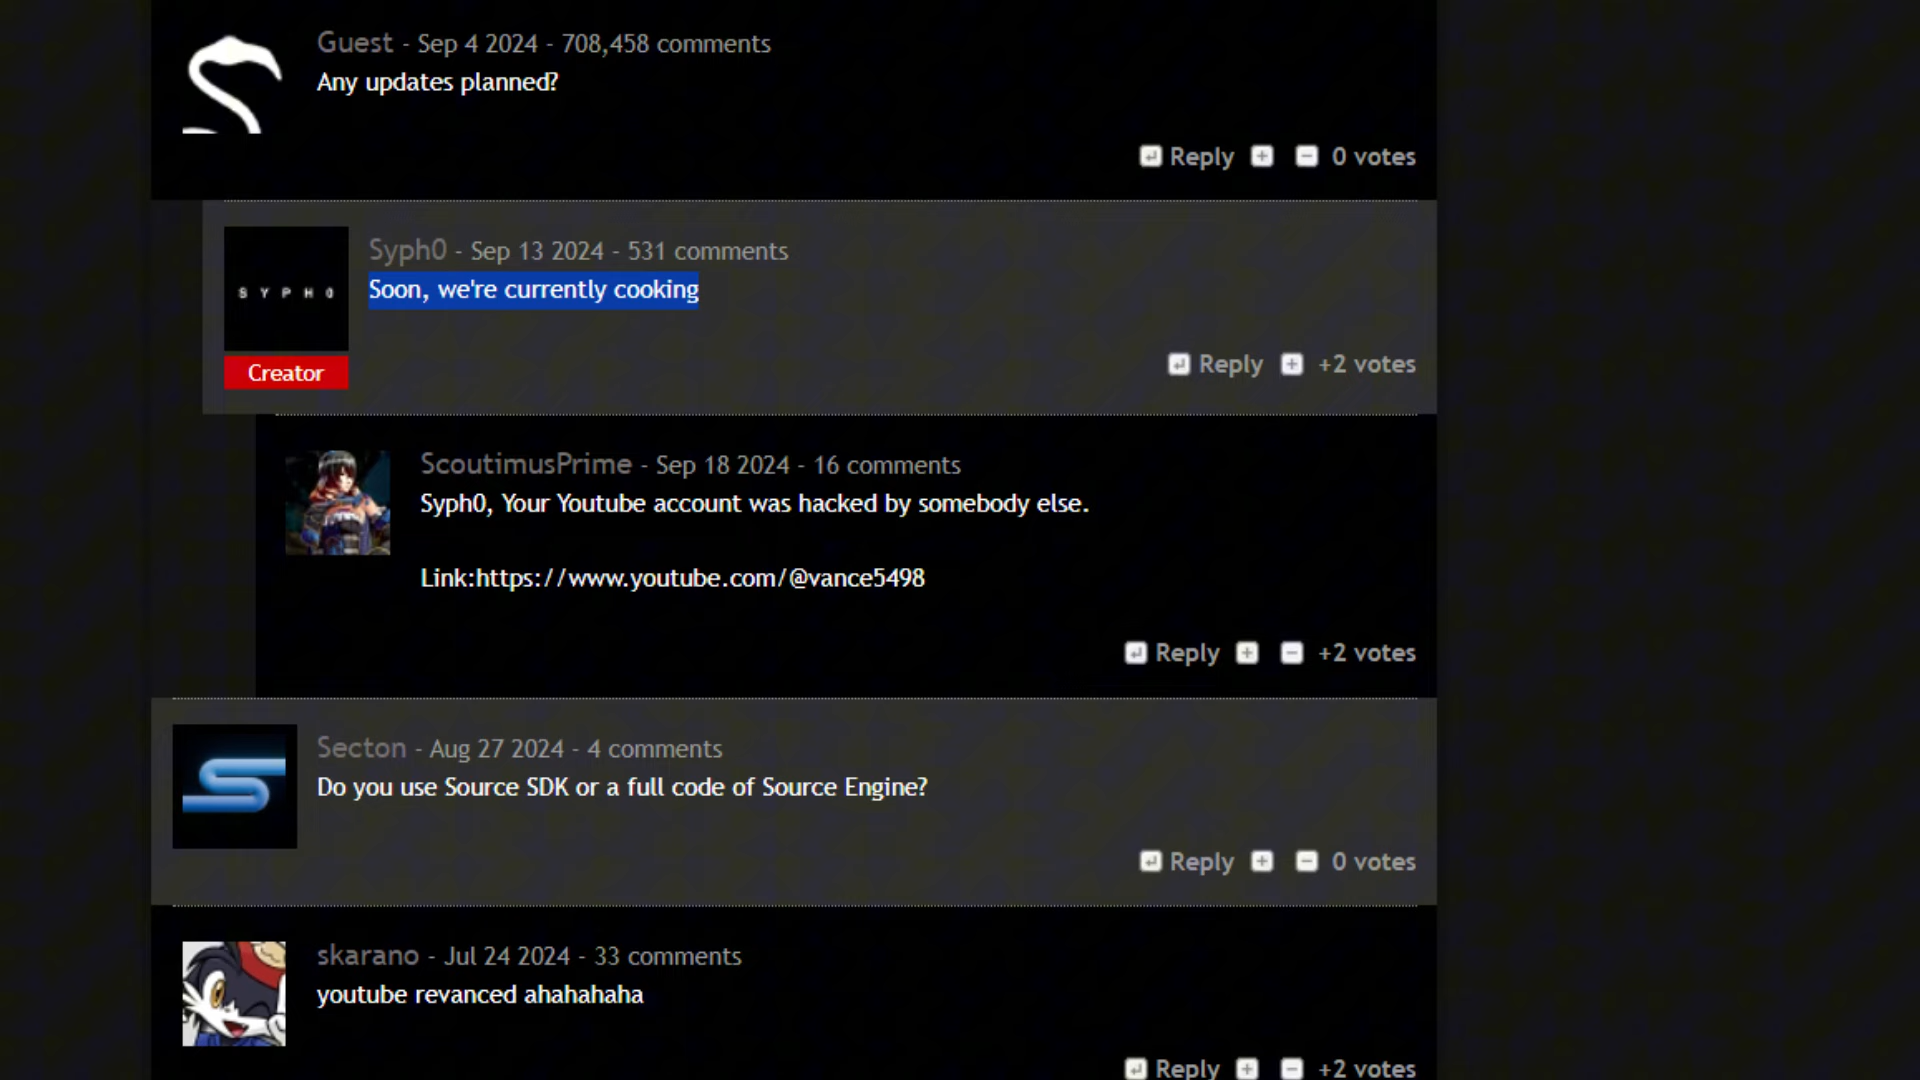 Guest - Sep 4 2024 - 708,458 comments
Any updates planned?
Reply 0 votes
SYPH0
Creator
Syph0 - Sep 13 2024 - 531 comments
Soon, we're currently cooking
Reply +2 votes
ScoutimusPrime - Sep 18 2024 - 16 comments
Syph0, Your Youtube account was hacked by somebody else.
Link:https://www.youtube.com/@vance5498
Reply +2 votes
Secton - Aug 27 2024 - 4 comments
Do you use Source SDK or a full code of Source Engine?
Reply 0 votes
skarano - Jul 24 2024 - 33 comments
youtube revanced ahahahaha
Reply +2 votes